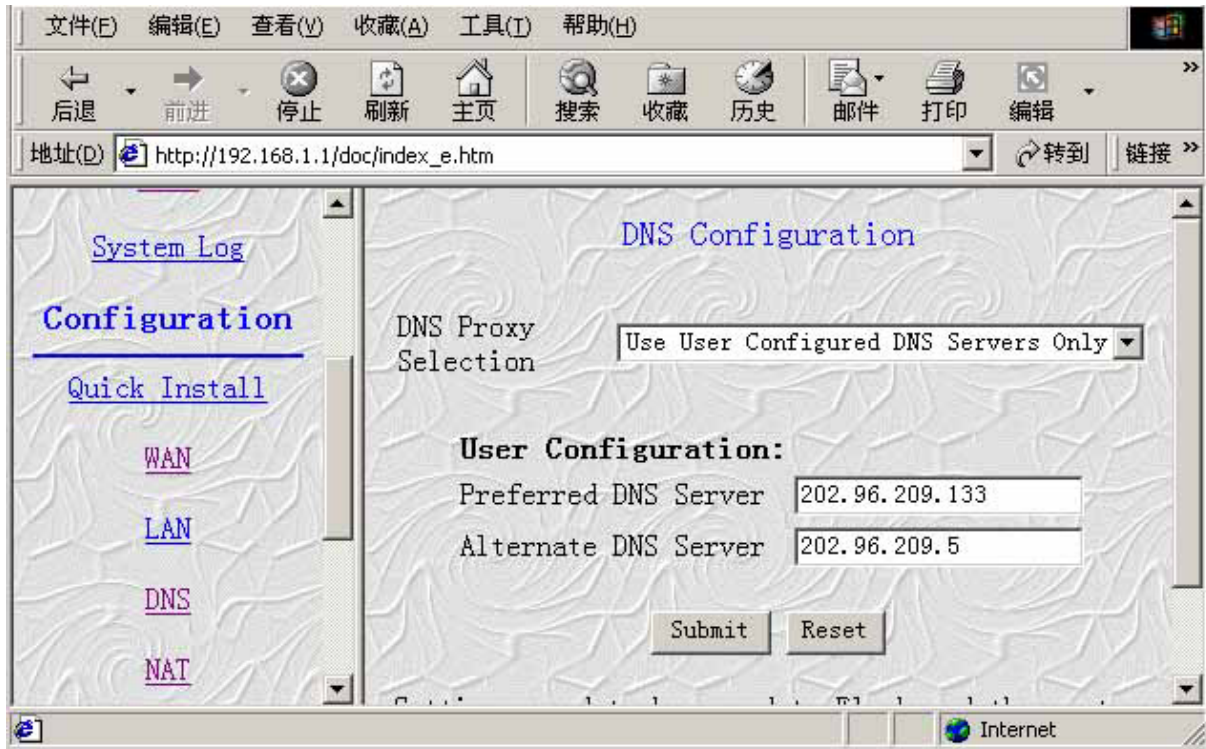 文件(F) 编辑(E) 查看(V) 收藏(A) 工具(T) 帮助(H)
后退 前进 停止 刷新 主页 搜索 收藏 历史 邮件 打印 编辑 »
地址(D) http://192.168.1.1/doc/index_e.htm 转到 链接 »
System Log
Configuration
Quick Install
WAN
LAN
DNS
NAT
DNS Configuration
DNS Proxy
Selection
Use User Configured DNS Servers Only
User Configuration:
Preferred DNS Server 202.96.209.133
Alternate DNS Server 202.96.209.5
Submit Reset
Internet